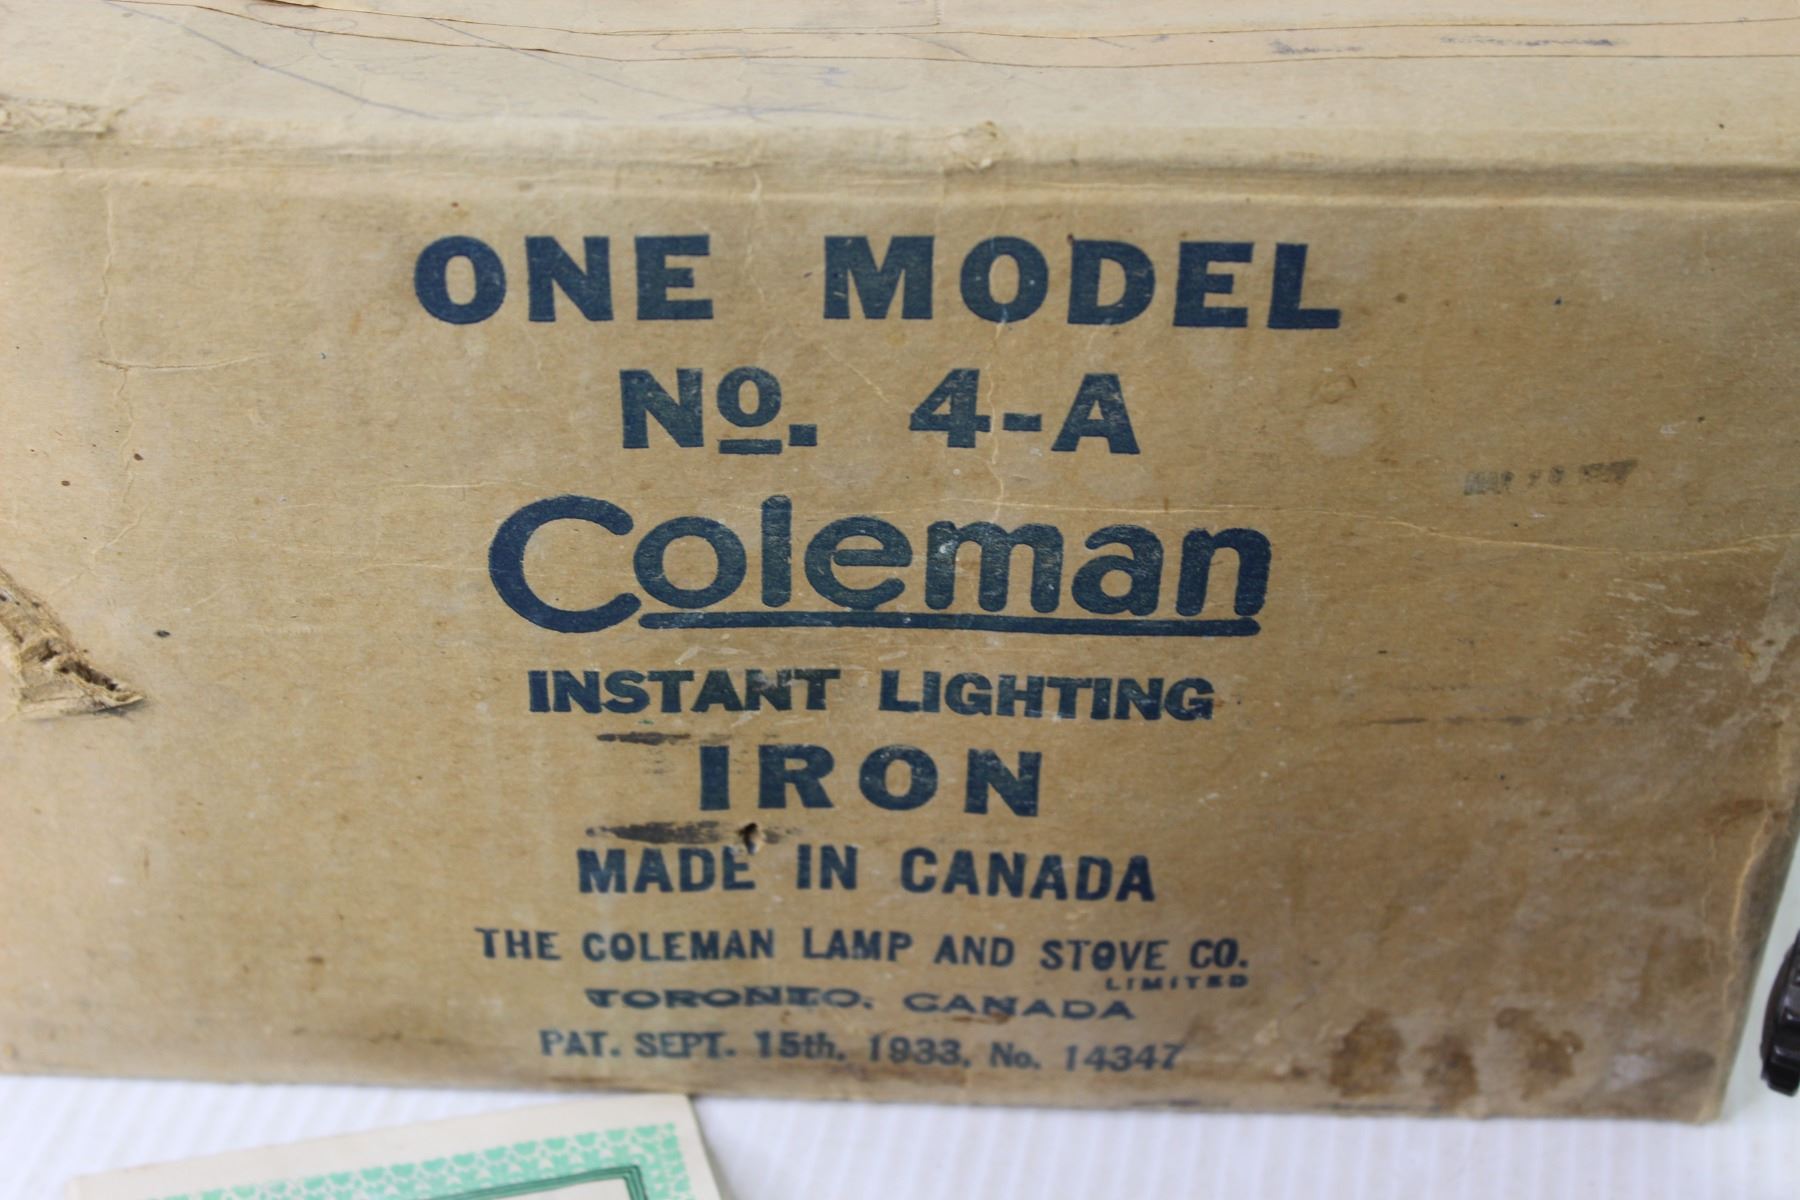 ONE MODEL
No. 4-A
Coleman
INSTANT LIGHTING
IRON
MADE IN CANADA
THE COLEMAN LAMP AND STOVE CO.
LIMITED
TORONTO, CANADA
PAT. SEPT. 15th, 1933. No. 14347